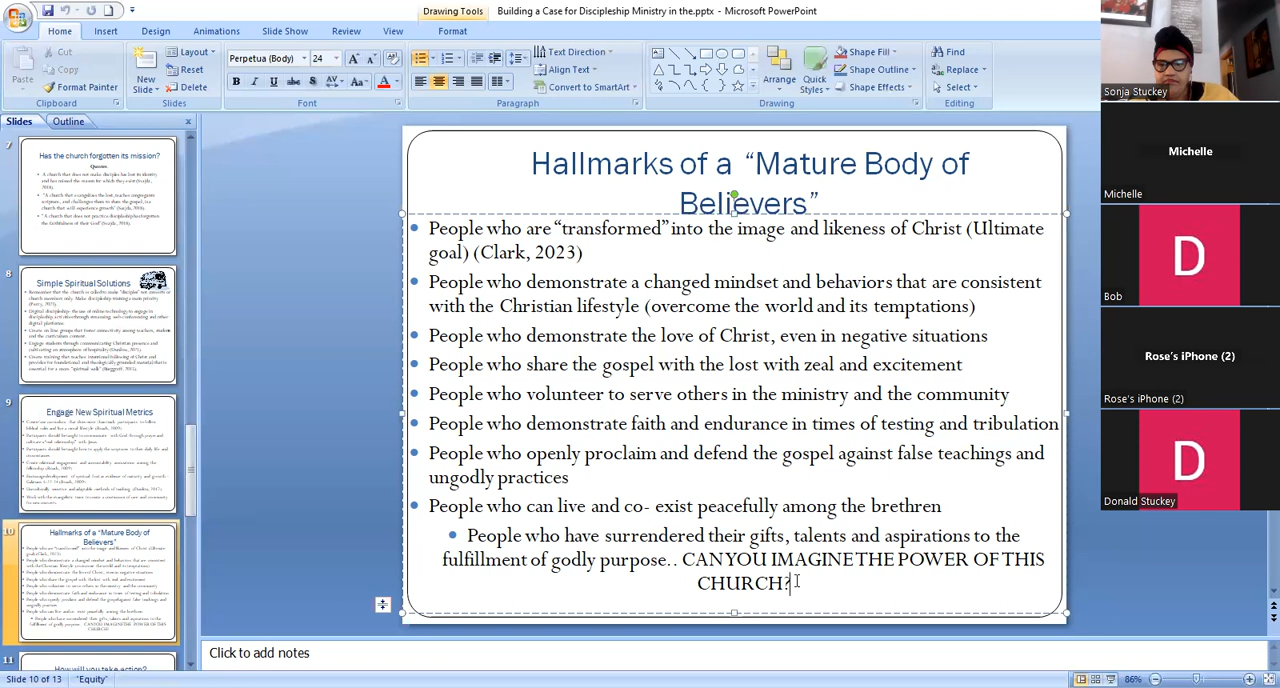 Drawing Tools
Building a Case for Discipleship Ministry in the.pptx - Microsoft PowerPoint
Home Insert Design Animations Slide Show Review View Format
Paste
Cut
Copy
Format Painter
Clipboard
New Slide
Layout
Reset
Delete
Slides
Perpetua (Body) 24
B I U abc S AV Aa A
Font
Text Direction
Align Text
Convert to SmartArt
Paragraph
Arrange
Quick Styles
Shape Fill
Shape Outline
Shape Effects
Drawing
Find
Replace
Select
Editing
Slides Outline
7
Has the church forgotten its mission?
Quotes
8
Simple Spiritual Solutions
9
Engage New Spiritual Metrics
10
Hallmarks of a "Mature Body of
Believers"
11
How will you take action?
Hallmarks of a “Mature Body of
Believers”
People who are “transformed” into the image and likeness of Christ (Ultimate
goal) (Clark, 2023)
People who demonstrate a changed mindset and behaviors that are consistent
with the Christian lifestyle (overcome the world and its temptations)
People who demonstrate the love of Christ, even in negative situations
People who share the gospel with the lost with zeal and excitement
People who volunteer to serve others in the ministry and the community
People who demonstrate faith and endurance in times of testing and tribulation
People who openly proclaim and defend the gospel against false teachings and
ungodly practices
People who can live and co- exist peacefully among the brethren
People who have surrendered their gifts, talents and aspirations to the
fulfillment of godly purpose.. CAN YOU IMAGINE THE POWER OF THIS
CHURCH?
Click to add notes
Slide 10 of 13 "Equity" 86%
Sonja Stuckey
Michelle
Michelle
D
Bob
Rose's iPhone (2)
Rose's iPhone (2)
D
Donald Stuckey